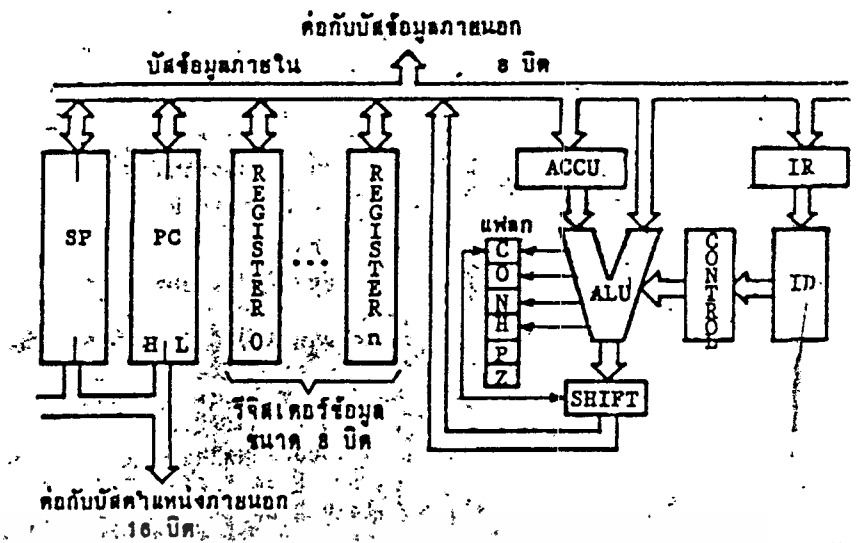 ต่อกับบัสข้อมูลภายนอก
บัสข้อมูลภายใน 8 บิต
SP
PC
H L
REGISTER 0
...
REGISTER n
ACCU.
IR
แฟลก
C
O
N
H
P
Z
ALU
CONTROL
ID
SHIFT
รีจิสเตอร์ข้อมูล
ขนาด 8 บิต
ต่อกับบัสตำแหน่งภายนอก
16 บิต